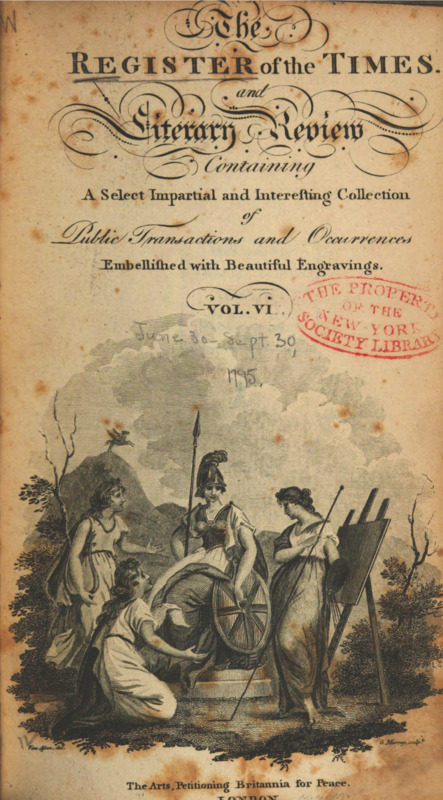 The
REGISTER of the TIMES.
and
Literary Review
Containing
A Select Impartial and Intereſting Collection
of
Public Transactions and Occurrences
Embelliſhed with Beautiful Engravings.
VOL. VI.
THE PROPERTY
OF THE
NEW-YORK
SOCIETY LIBRARY
June 30 - Sept. 30,
1795.
The Arts, Petitioning Britannia for Peace.
LONDON